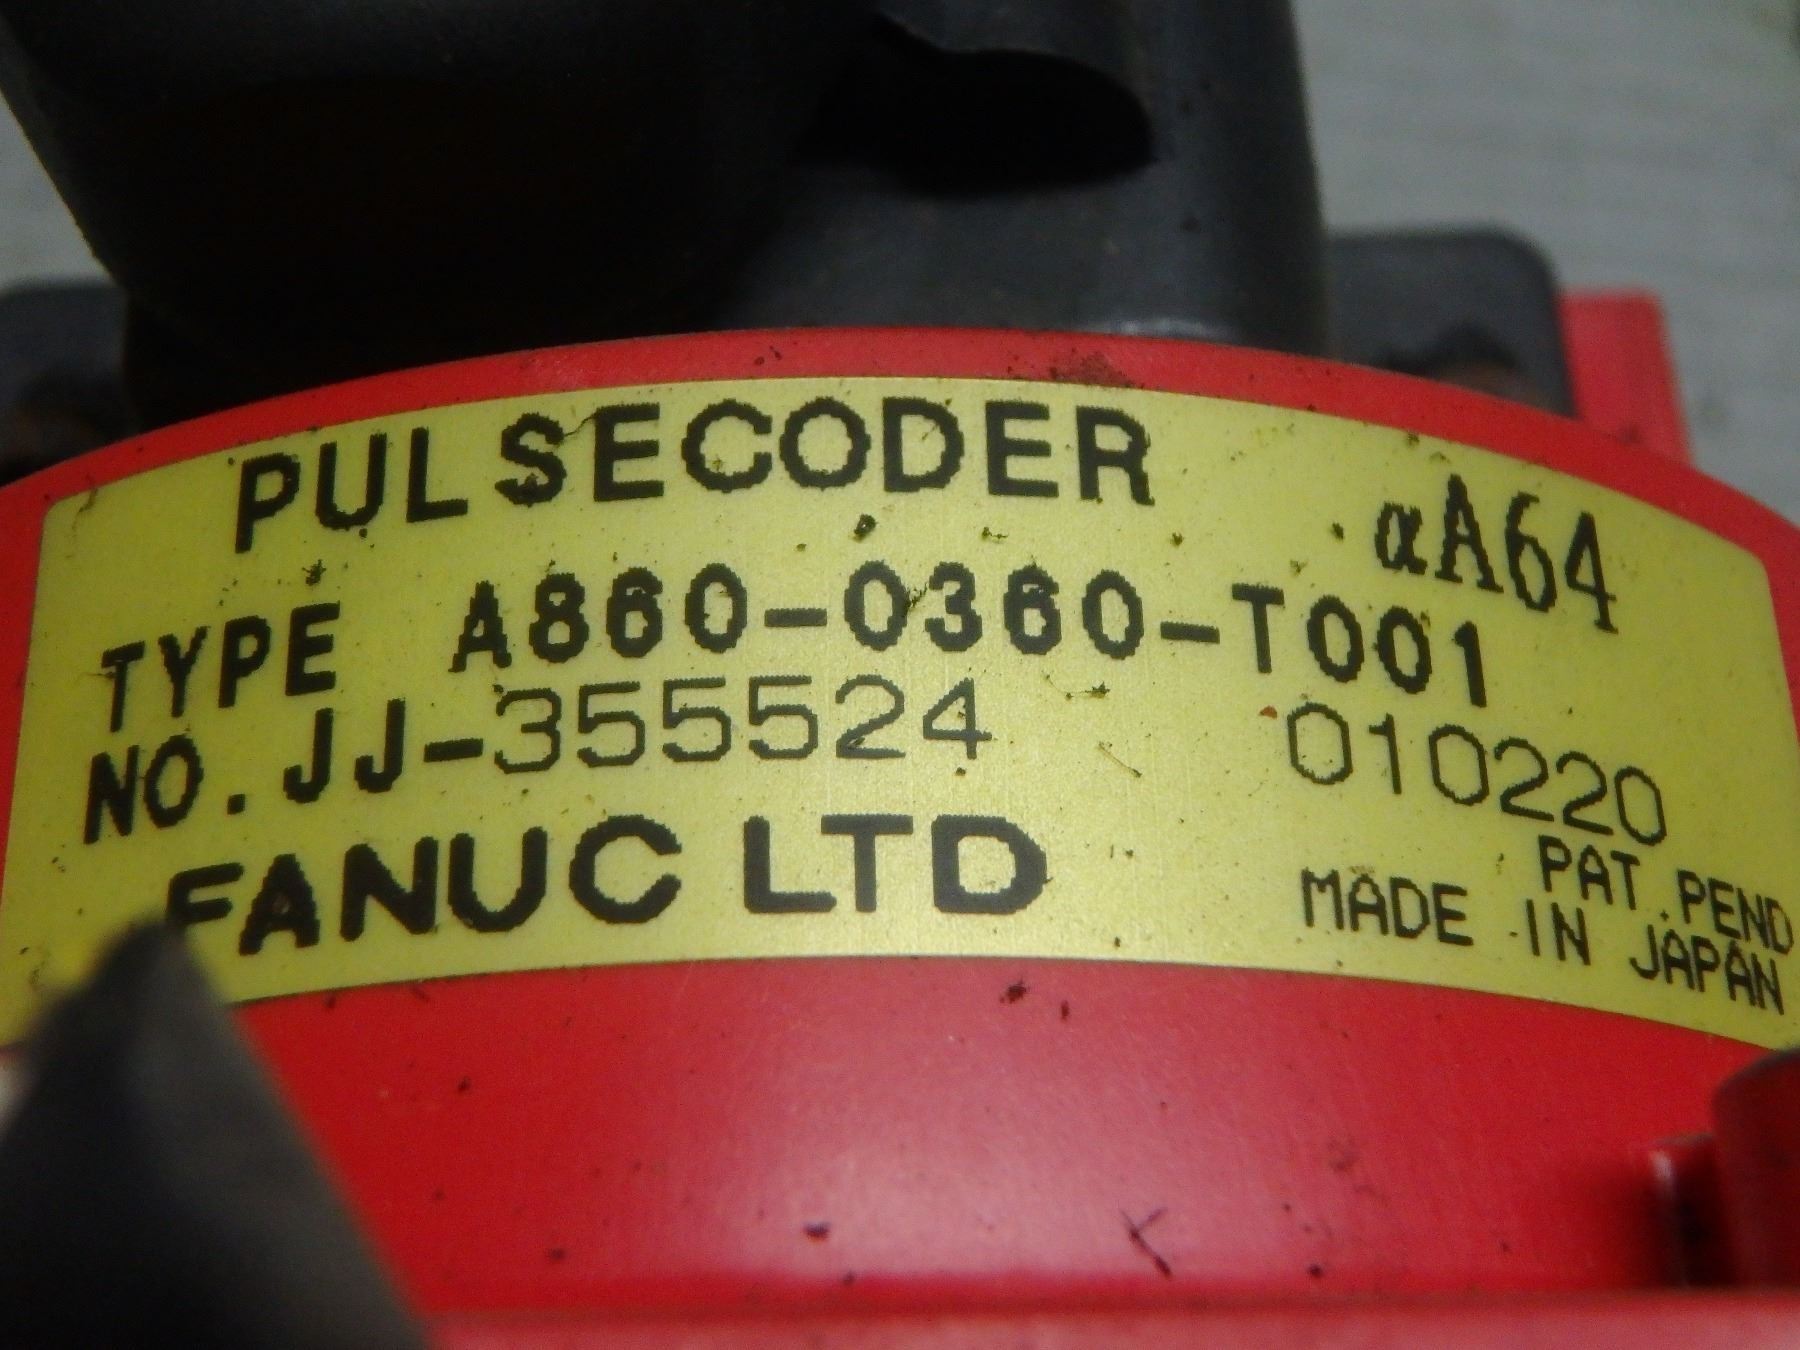 PULSECODER αA64
TYPE A860-0360-T001
NO. JJ-355524 010220
FANUC LTD
PAT. PEND
MADE IN JAPAN